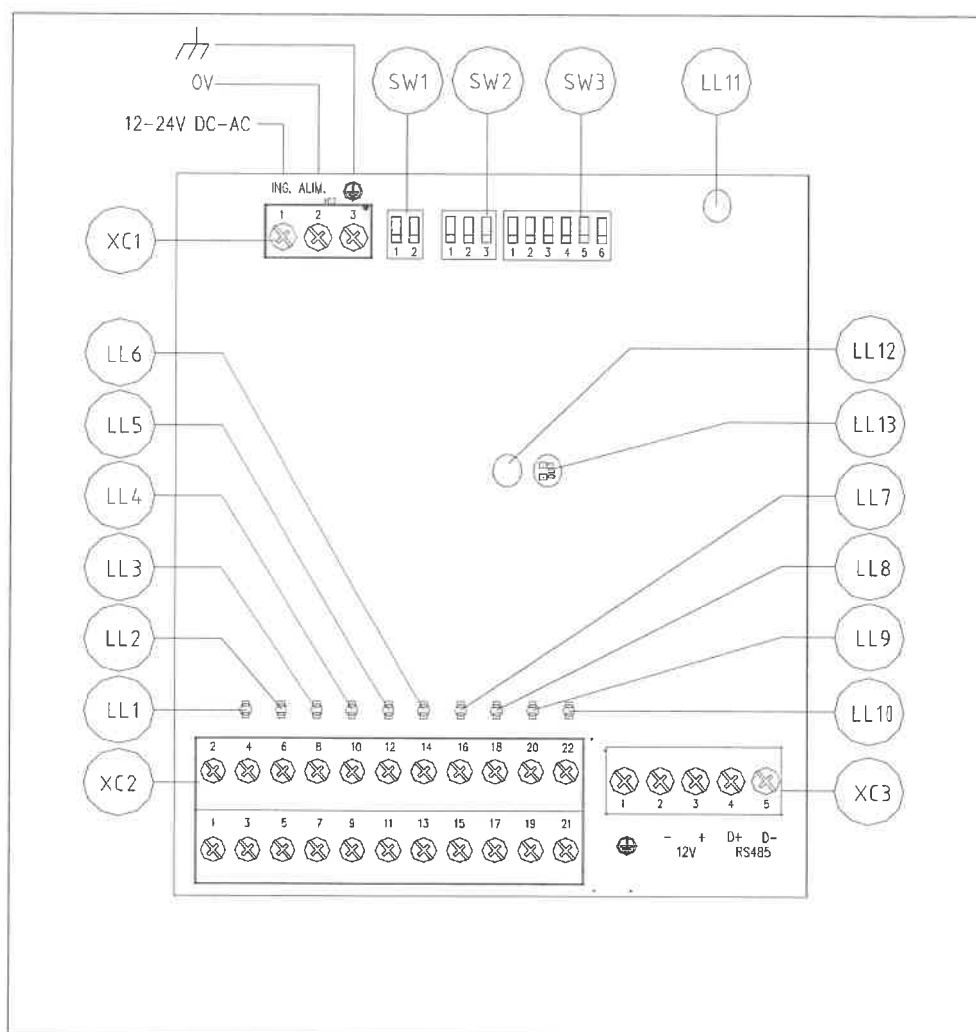 0V
12-24V DC-AC
SW1 SW2 SW3 LL11
ING. ALIM.
1 2 3
1 2
1 2 3
1 2 3 4 5 6
XC1
LL6 LL12
LL5 LL13
LL4 LL7
LL3 LL8
LL2 LL9
LL1 LL10
2 4 6 8 10 12 14 16 18 20 22
XC2 XC3
1 2 3 4 5
1 3 5 7 9 11 13 15 17 19 21
- + D+ D-
12V RS485